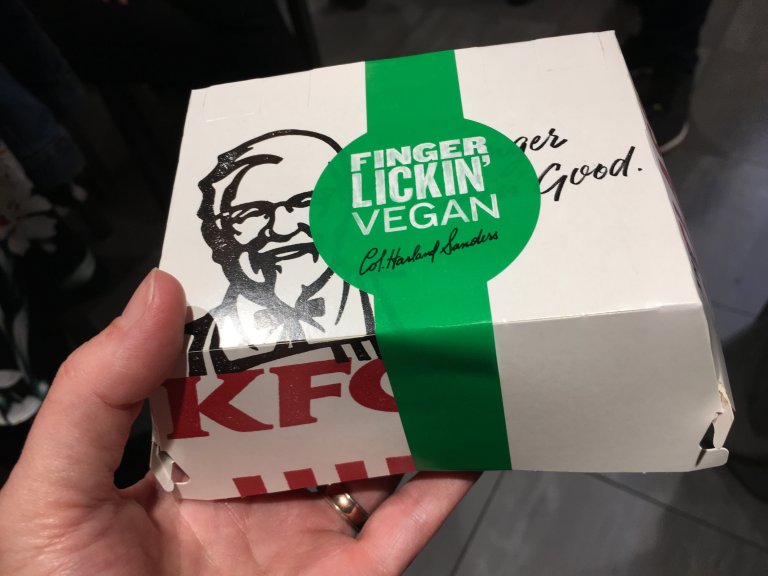 FINGER
LICKIN'
VEGAN
Col. Harland Sanders
Good.
KFC